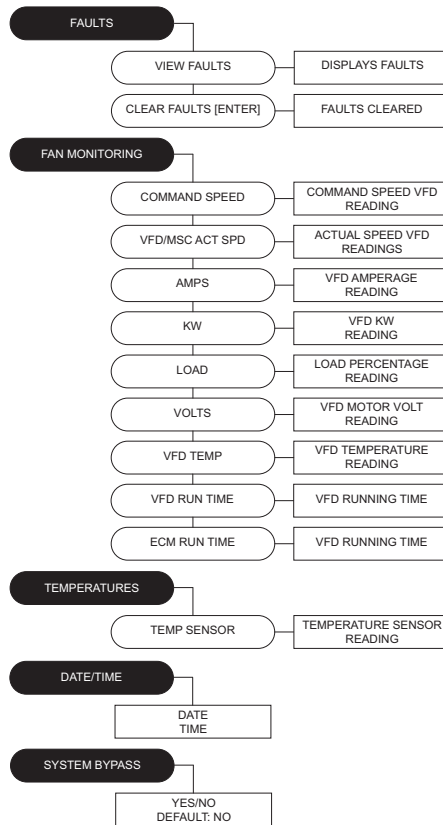 FAULTS
VIEW FAULTS
DISPLAYS FAULTS
CLEAR FAULTS [ENTER]
FAULTS CLEARED
FAN MONITORING
COMMAND SPEED
COMMAND SPEED VFD
READING
VFD/MSC ACT SPD
ACTUAL SPEED VFD
READINGS
AMPS
VFD AMPERAGE
READING
KW
VFD KW
READING
LOAD
LOAD PERCENTAGE
READING
VOLTS
VFD MOTOR VOLT
READING
VFD TEMP
VFD TEMPERATURE
READING
VFD RUN TIME
VFD RUNNING TIME
ECM RUN TIME
VFD RUNNING TIME
TEMPERATURES
TEMP SENSOR
TEMPERATURE SENSOR
READING
DATE/TIME
DATE
TIME
SYSTEM BYPASS
YES/NO
DEFAULT: NO